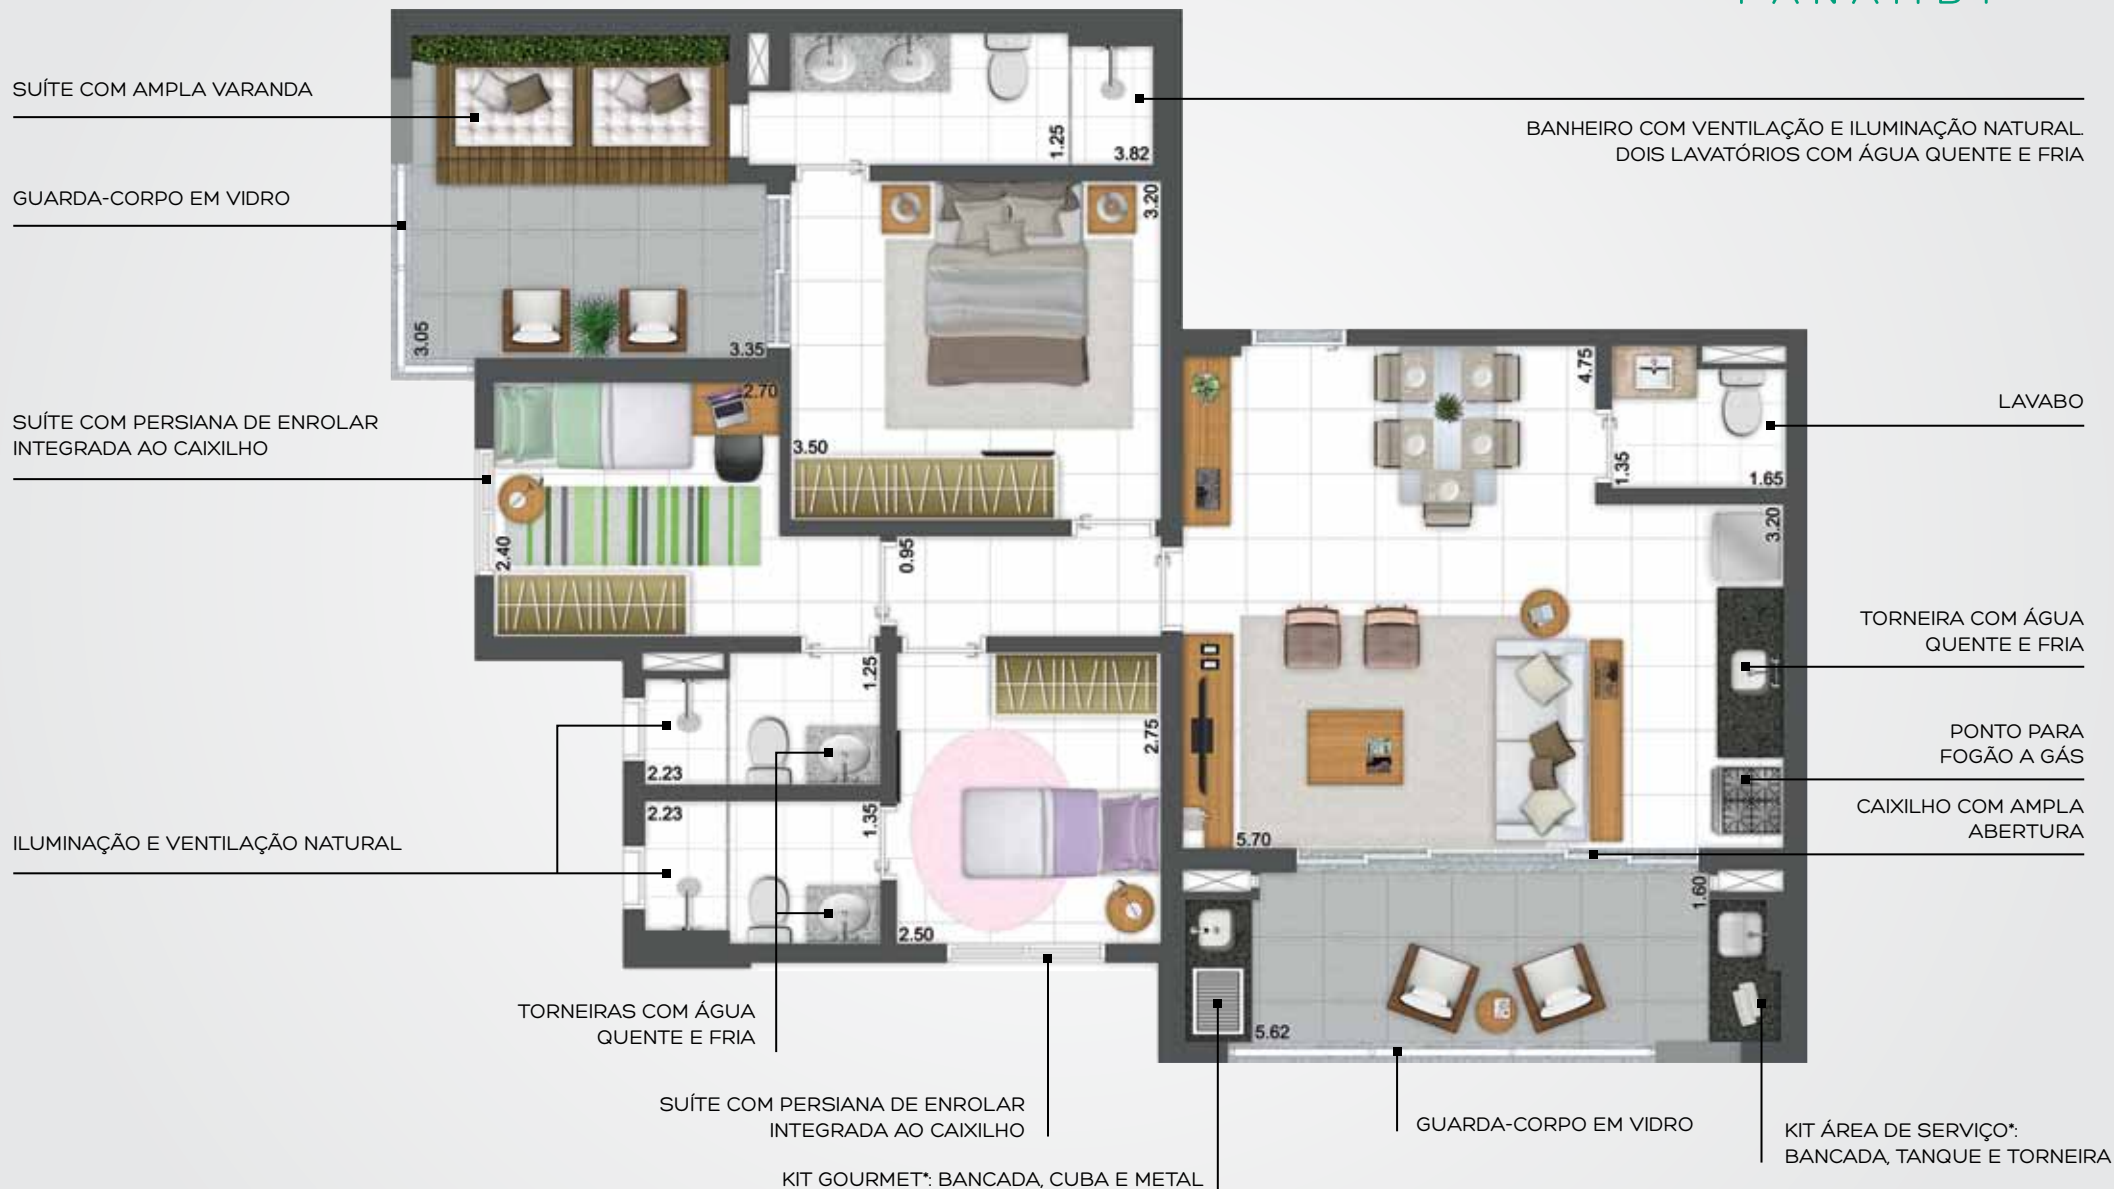 SUÍTE COM AMPLA VARANDA
GUARDA-CORPO EM VIDRO
SUÍTE COM PERSIANA DE ENROLAR
INTEGRADA AO CAIXILHO
ILUMINAÇÃO E VENTILAÇÃO NATURAL
TORNEIRAS COM ÁGUA
QUENTE E FRIA
SUÍTE COM PERSIANA DE ENROLAR
INTEGRADA AO CAIXILHO
KIT GOURMET*: BANCADA, CUBA E METAL
GUARDA-CORPO EM VIDRO
KIT ÁREA DE SERVIÇO*:
BANCADA, TANQUE E TORNEIRA
BANHEIRO COM VENTILAÇÃO E ILUMINAÇÃO NATURAL.
DOIS LAVATÓRIOS COM ÁGUA QUENTE E FRIA
LAVABO
TORNEIRA COM ÁGUA
QUENTE E FRIA
PONTO PARA
FOGÃO A GÁS
CAIXILHO COM AMPLA
ABERTURA
1.25
3.82
3.20
3.05
3.35
2.70
3.50
2.40
0.95
4.75
1.35
1.65
3.20
1.25
2.23
2.23
1.35
2.75
2.50
5.70
1.60
5.62